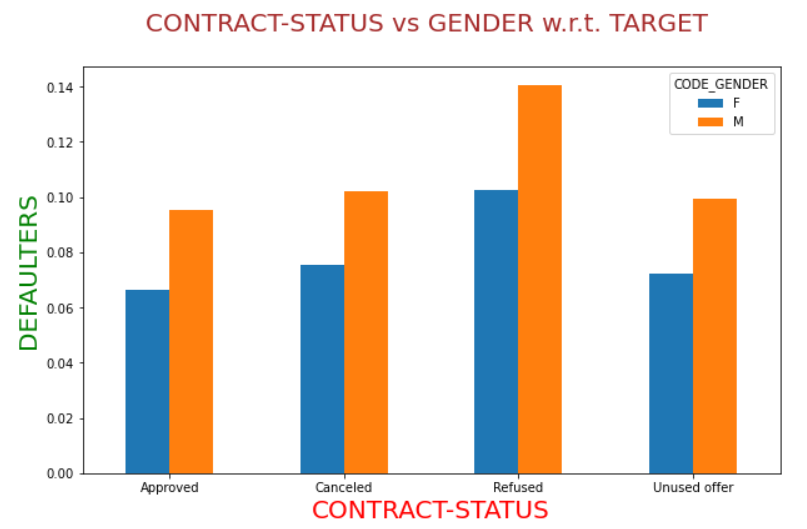 CONTRACT-STATUS vs GENDER w.r.t. TARGET
CODE_GENDER
F
M
DEFAULTERS
0.14
0.12
0.10
0.08
0.06
0.04
0.02
0.00
Approved Canceled Refused Unused offer
CONTRACT-STATUS